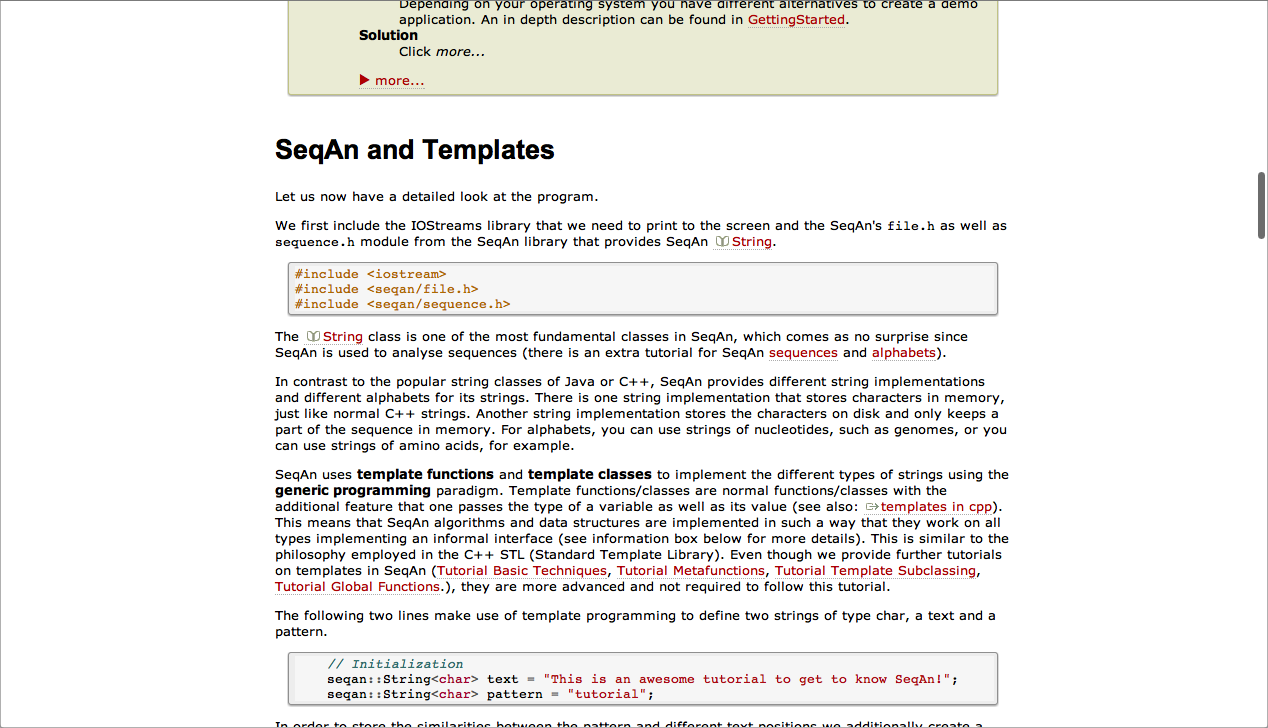 Depending on your operating system you have different alternatives to create a demo
application. An in depth description can be found in GettingStarted.
Solution
Click more...
more...
SeqAn and Templates
Let us now have a detailed look at the program.
We first include the IOStreams library that we need to print to the screen and the SeqAn's file.h as well as
sequence.h module from the SeqAn library that provides SeqAn String.
#include <iostream>
#include <seqan/file.h>
#include <seqan/sequence.h>
The String class is one of the most fundamental classes in SeqAn, which comes as no surprise since
SeqAn is used to analyse sequences (there is an extra tutorial for SeqAn sequences and alphabets).
In contrast to the popular string classes of Java or C++, SeqAn provides different string implementations
and different alphabets for its strings. There is one string implementation that stores characters in memory,
just like normal C++ strings. Another string implementation stores the characters on disk and only keeps a
part of the sequence in memory. For alphabets, you can use strings of nucleotides, such as genomes, or you
can use strings of amino acids, for example.
SeqAn uses template functions and template classes to implement the different types of strings using the
generic programming paradigm. Template functions/classes are normal functions/classes with the
additional feature that one passes the type of a variable as well as its value (see also: templates in cpp).
This means that SeqAn algorithms and data structures are implemented in such a way that they work on all
types implementing an informal interface (see information box below for more details). This is similar to the
philosophy employed in the C++ STL (Standard Template Library). Even though we provide further tutorials
on templates in SeqAn (Tutorial Basic Techniques, Tutorial Metafunctions, Tutorial Template Subclassing,
Tutorial Global Functions.), they are more advanced and not required to follow this tutorial.
The following two lines make use of template programming to define two strings of type char, a text and a
pattern.
// Initialization
seqan::String<char> text = "This is an awesome tutorial to get to know SeqAn!";
seqan::String<char> pattern = "tutorial";
In order to store the similarities between the pattern and different text positions we additionally create a